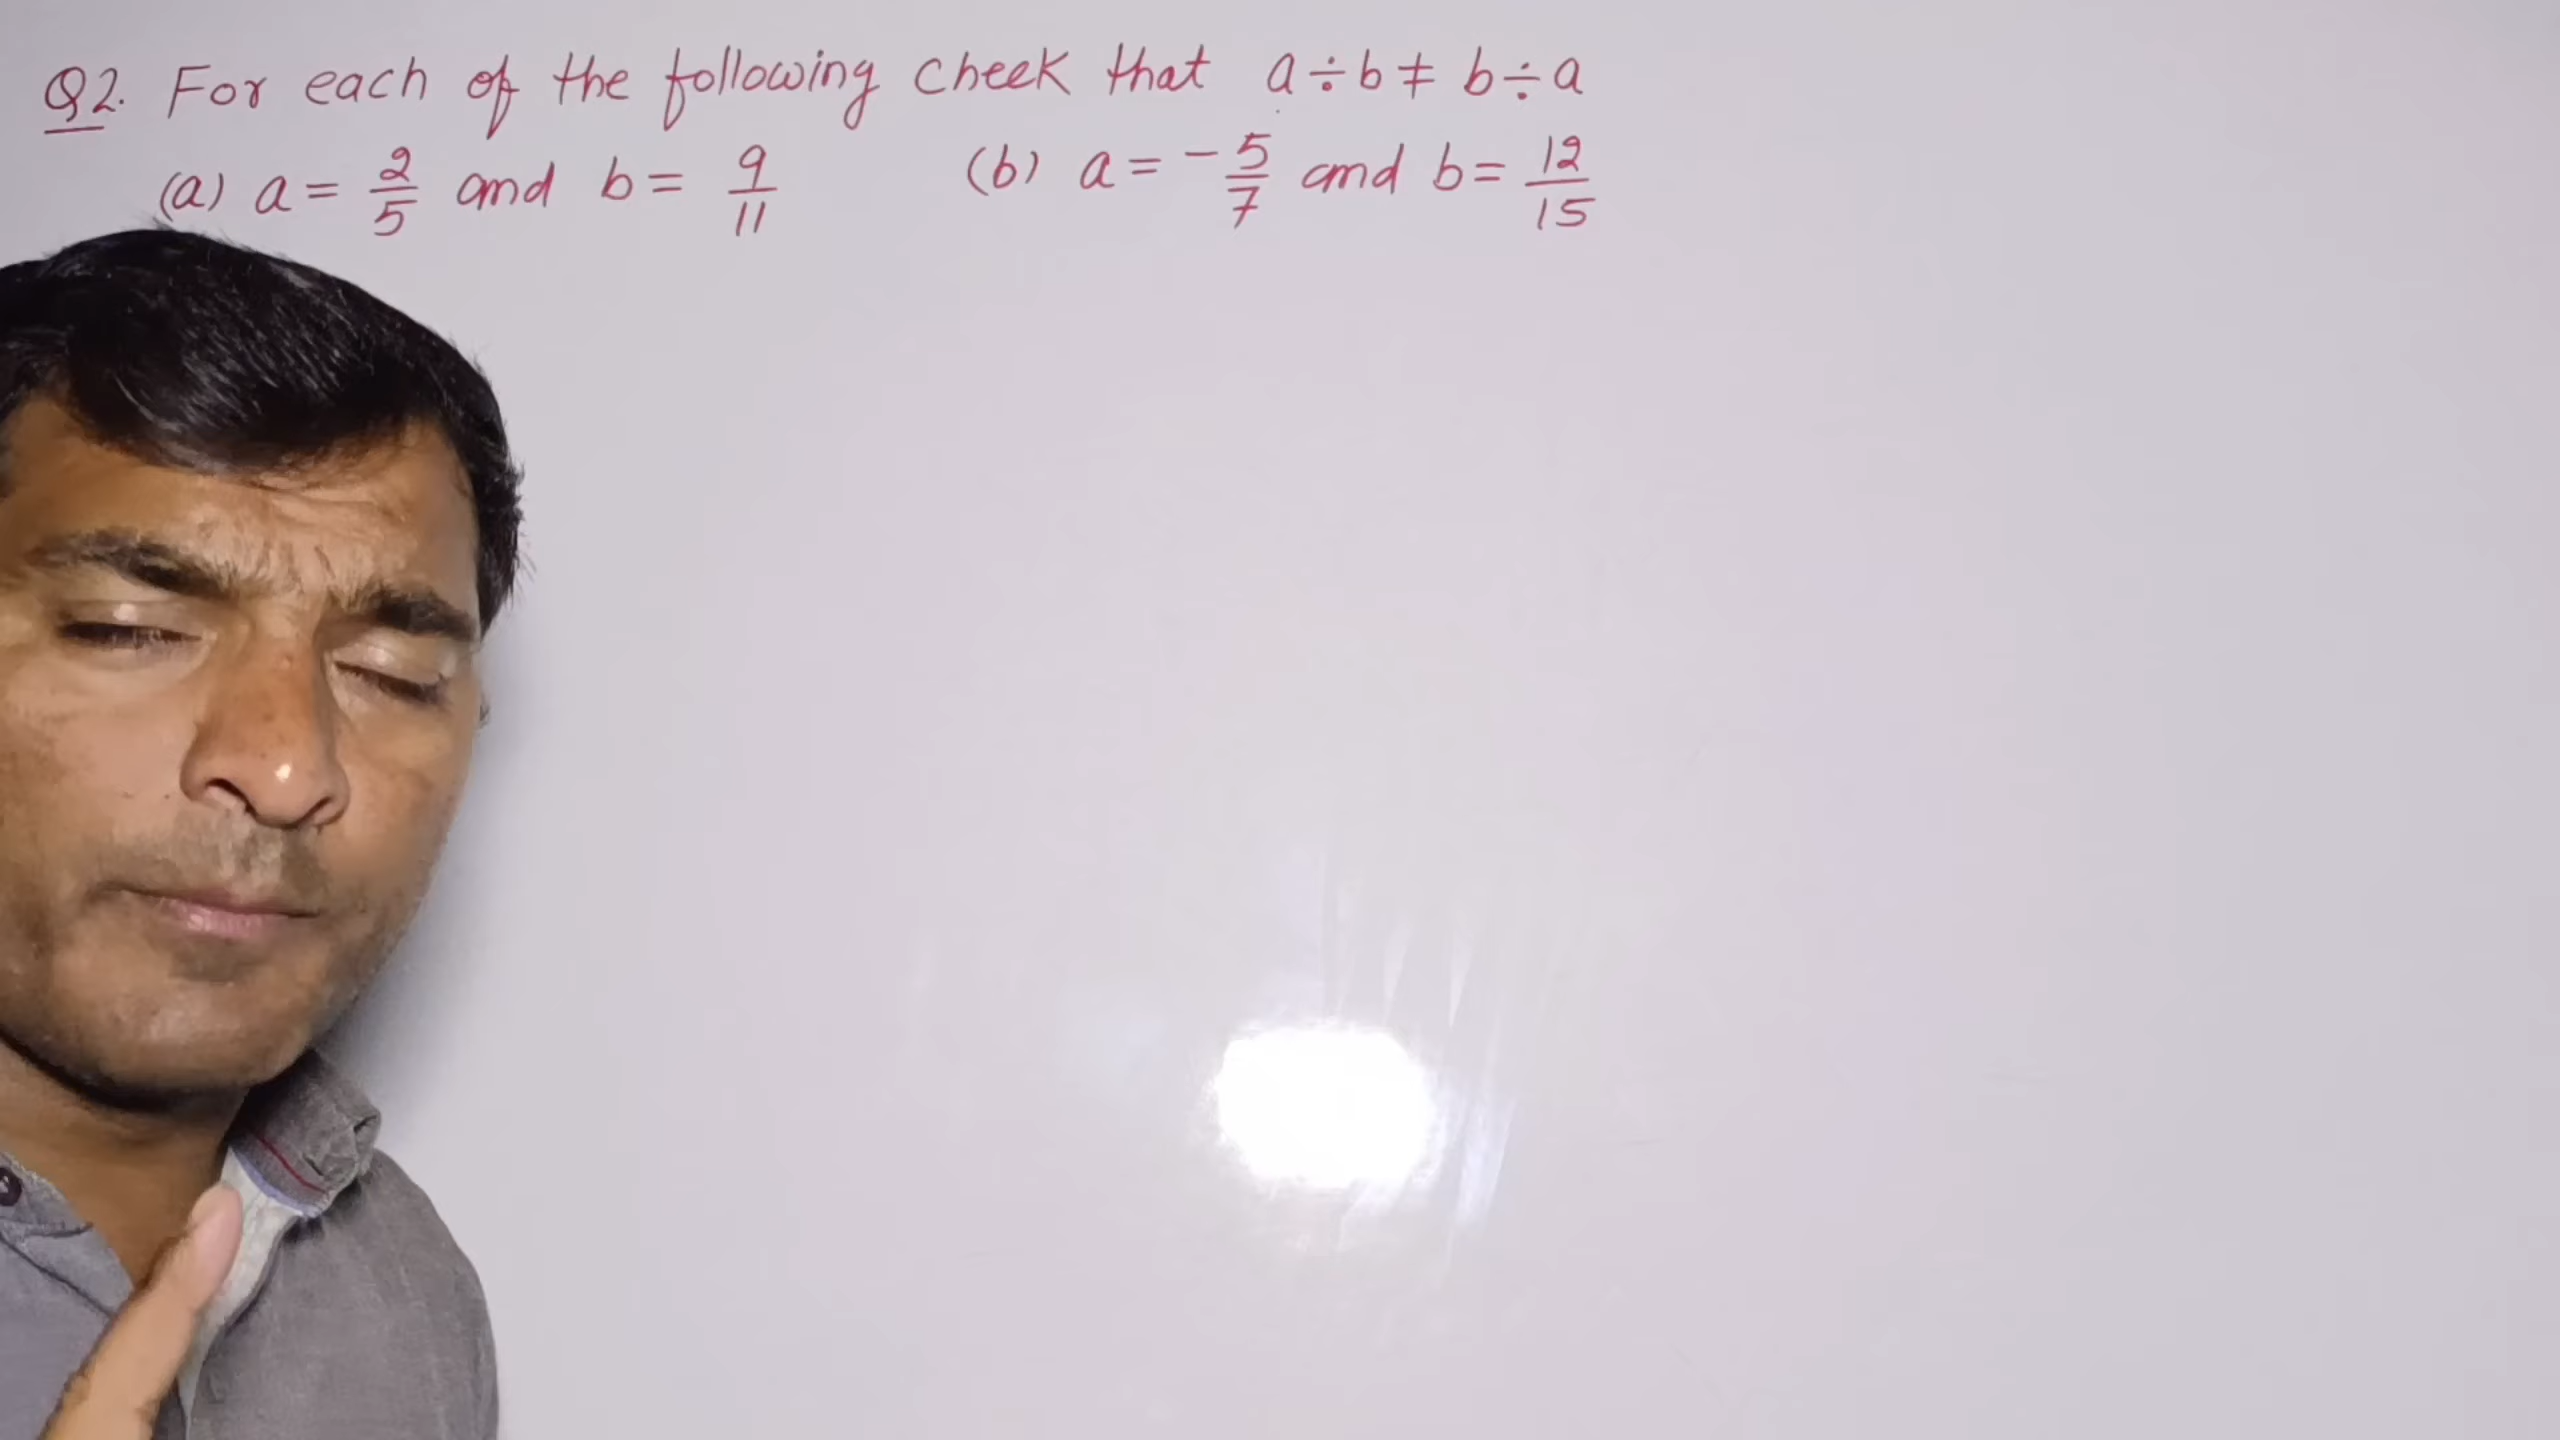 Q2. For each of the following cheek that a ÷ b ≠ b ÷ a
(a) a = 2/5 and b = 9/11 (b) a = -5/7 and b = 12/15